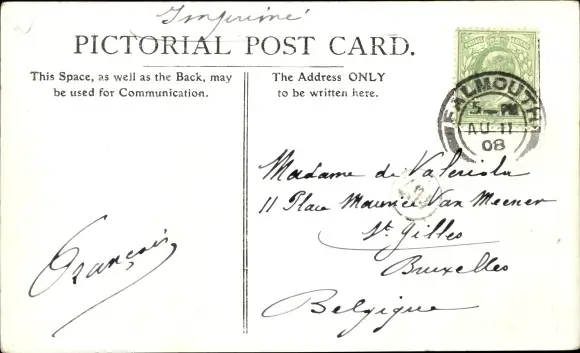 Imprimé
PICTORIAL POST CARD.
This Space, as well as the Back, may
be used for Communication.
The Address ONLY
to be written here.
FALMOUTH
5 - PM
AU 11
08
Madame de Valeriola
11 Place Maurice Van Meenen
St. Gilles
Bruxelles
Belgique
François